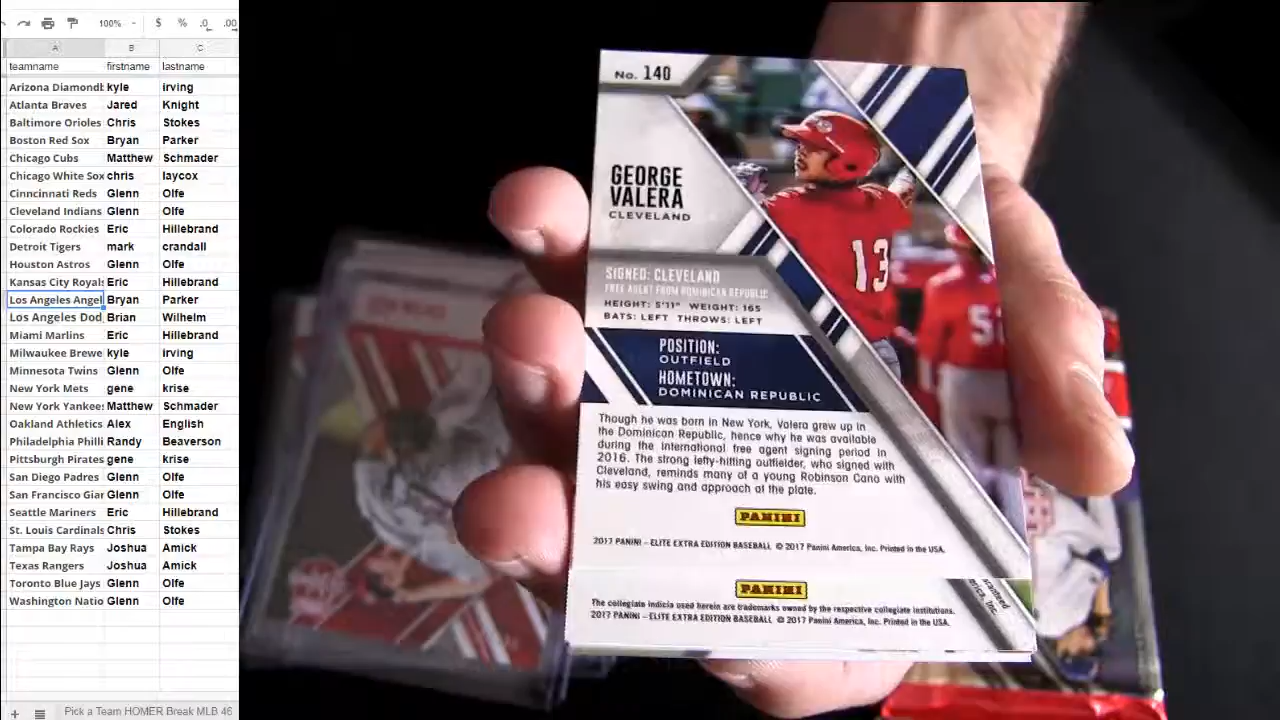 100%
$ % .0 .00
A B C
teamname firstname lastname
Arizona Diamondb kyle irving
Atlanta Braves Jared Knight
Baltimore Orioles Chris Stokes
Boston Red Sox Bryan Parker
Chicago Cubs Matthew Schmader
Chicago White Sox chris laycox
Cinncinnati Reds Glenn Olfe
Cleveland Indians Glenn Olfe
Colorado Rockies Eric Hillebrand
Detroit Tigers mark crandall
Houston Astros Glenn Olfe
Kansas City Royals Eric Hillebrand
Los Angeles Angel Bryan Parker
Los Angeles Dod Brian Wilhelm
Miami Marlins Eric Hillebrand
Milwaukee Brewe kyle irving
Minnesota Twins Glenn Olfe
New York Mets gene krise
New York Yankees Matthew Schmader
Oakland Athletics Alex English
Philadelphia Philli Randy Beaverson
Pittsburgh Pirates gene krise
San Diego Padres Glenn Olfe
San Francisco Gian Glenn Olfe
Seattle Mariners Eric Hillebrand
St. Louis Cardinals Chris Stokes
Tampa Bay Rays Joshua Amick
Texas Rangers Joshua Amick
Toronto Blue Jays Glenn Olfe
Washington Natio Glenn Olfe
Pick a Team HOMER Break MLB 46
No. 140
GEORGE
VALERA
CLEVELAND
13
SIGNED: CLEVELAND
FREE AGENT FROM DOMINICAN REPUBLIC
HEIGHT: 5'11" WEIGHT: 165
BATS: LEFT THROWS: LEFT
POSITION:
OUTFIELD
HOMETOWN:
DOMINICAN REPUBLIC
Though he was born in New York, Valera grew up in
the Dominican Republic, hence why he was available
during the international free agent signing period in
2016. The strong lefty-hitting outfielder, who signed with
Cleveland, reminds many of a young Robinson Cano with
his easy swing and approach at the plate.
PANINI
2017 PANINI – ELITE EXTRA EDITION BASEBALL © 2017 Panini America, Inc. Printed in the USA.
PANINI
The collegiate indicia used herein are trademarks owned by the respective collegiate institutions.
2017 PANINI – ELITE EXTRA EDITION BASEBALL © 2017 Panini America, Inc. Printed in the USA.